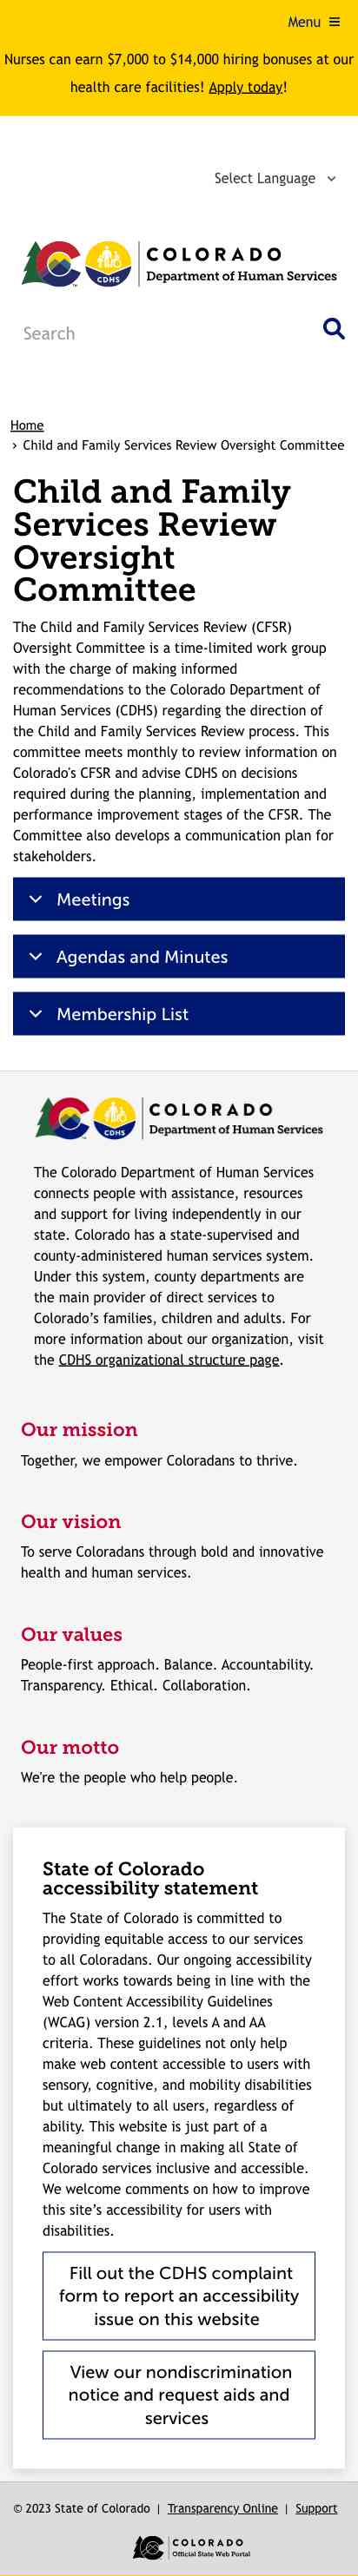 Menu
Nurses can earn $7,000 to $14,000 hiring bonuses at our
health care facilities! Apply today!
Select Language
COLORADO
CDHS
Department of Human Services
Search
Home
› Child and Family Services Review Oversight Committee
Child and Family
Services Review
Oversight
Committee
The Child and Family Services Review (CFSR)
Oversight Committee is a time-limited work group
with the charge of making informed
recommendations to the Colorado Department of
Human Services (CDHS) regarding the direction of
the Child and Family Services Review process. This
committee meets monthly to review information on
Colorado's CFSR and advise CDHS on decisions
required during the planning, implementation and
performance improvement stages of the CFSR. The
Committee also develops a communication plan for
stakeholders.
Meetings
Agendas and Minutes
Membership List
COLORADO
CDHS
Department of Human Services
The Colorado Department of Human Services
connects people with assistance, resources
and support for living independently in our
state. Colorado has a state-supervised and
county-administered human services system.
Under this system, county departments are
the main provider of direct services to
Colorado's families, children and adults. For
more information about our organization, visit
the CDHS organizational structure page.
Our mission
Together, we empower Coloradans to thrive.
Our vision
To serve Coloradans through bold and innovative
health and human services.
Our values
People-first approach. Balance. Accountability.
Transparency. Ethical. Collaboration.
Our motto
We're the people who help people.
State of Colorado
accessibility statement
The State of Colorado is committed to
providing equitable access to our services
to all Coloradans. Our ongoing accessibility
effort works towards being in line with the
Web Content Accessibility Guidelines
(WCAG) version 2.1, levels A and AA
criteria. These guidelines not only help
make web content accessible to users with
sensory, cognitive, and mobility disabilities
but ultimately to all users, regardless of
ability. This website is just part of a
meaningful change in making all State of
Colorado services inclusive and accessible.
We welcome comments on how to improve
this site's accessibility for users with
disabilities.
Fill out the CDHS complaint
form to report an accessibility
issue on this website
View our nondiscrimination
notice and request aids and
services
© 2023 State of Colorado | Transparency Online | Support
COLORADO
Official State Web Portal